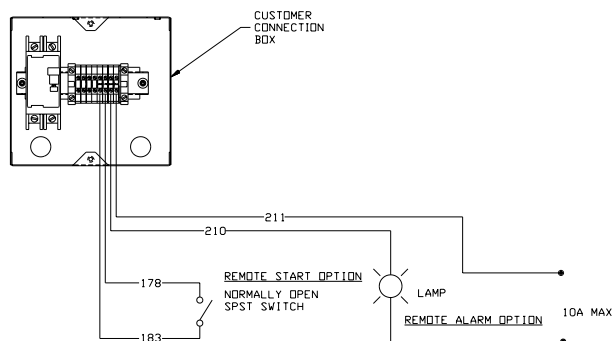 CUSTOMER
CONNECTION
BOX
211
210
178
REMOTE START OPTION
NORMALLY OPEN
SPST SWITCH
183
LAMP
REMOTE ALARM OPTION
10A MAX